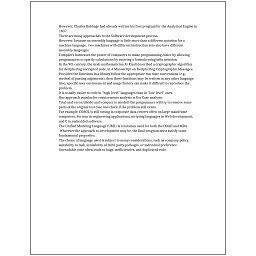 However, Charles Babbage had already written his first program for the Analytical Engine in
1837.
There are many approaches to the Software development process.
However, because an assembly language is little more than a different notation for a
machine language, two machines with different instruction sets also have different
assembly languages.
Compilers harnessed the power of computers to make programming easier by allowing
programmers to specify calculations by entering a formula using infix notation.
In the 9th century, the Arab mathematician Al-Kindi described a cryptographic algorithm
for deciphering encrypted code, in A Manuscript on Deciphering Cryptographic Messages.
Provided the functions in a library follow the appropriate run-time conventions (e.g.,
method of passing arguments), then these functions may be written in any other language.
Also, specific user environment and usage history can make it difficult to reproduce the
problem.
It is usually easier to code in "high-level" languages than in "low-level" ones.
One approach popular for requirements analysis is Use Case analysis.
Trial-and-error/divide-and-conquer is needed: the programmer will try to remove some
parts of the original test case and check if the problem still exists.
For example, COBOL is still strong in corporate data centers often on large mainframe
computers, Fortran in engineering applications, scripting languages in Web development,
and C in embedded software.
The Unified Modeling Language (UML) is a notation used for both the OOAD and MDA.
Whatever the approach to development may be, the final program must satisfy some
fundamental properties.
The choice of language used is subject to many considerations, such as company policy,
suitability to task, availability of third-party packages, or individual preference.
Unreadable code often leads to bugs, inefficiencies, and duplicated code.